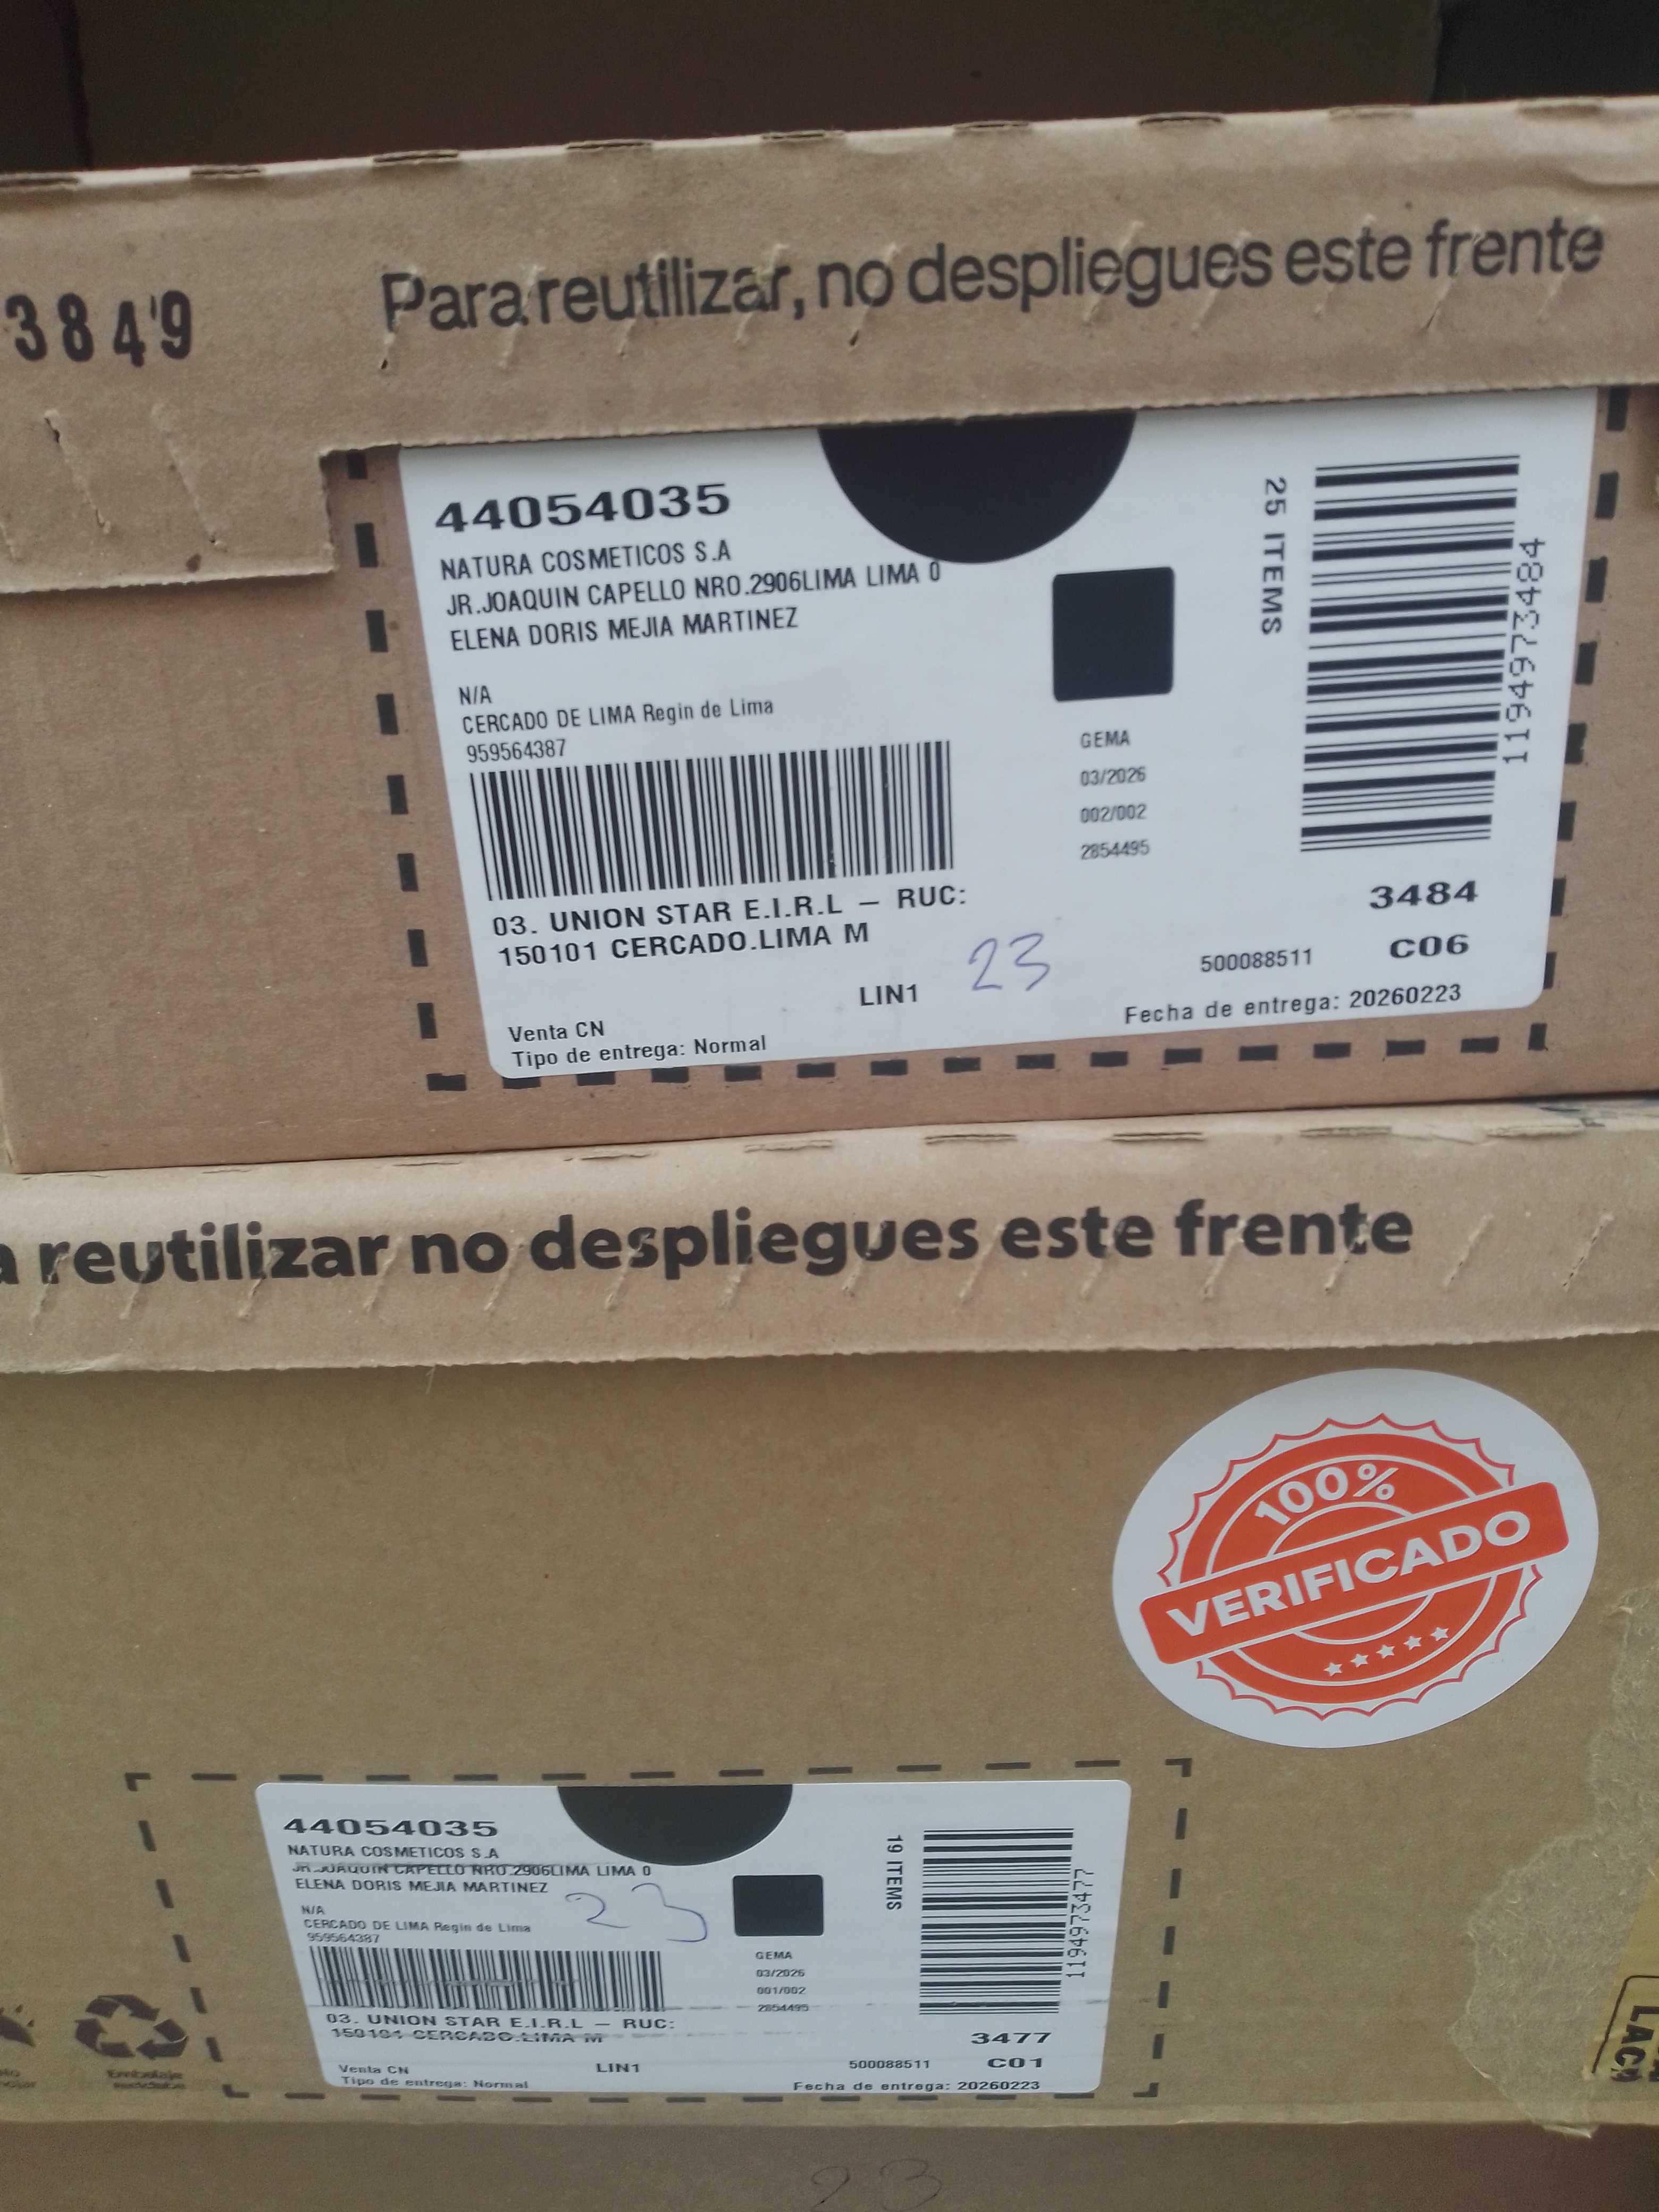 3849
Para reutilizar, no despliegues este frente
44054035
NATURA COSMETICOS S.A
JR.JOAQUIN CAPELLO NRO.2906LIMA LIMA 0
ELENA DORIS MEJIA MARTINEZ
N/A
CERCADO DE LIMA Regin de Lima
959564387
03. UNION STAR E.I.R.L – RUC:
150101 CERCADO.LIMA M
LIN1
23
Venta CN
Tipo de entrega: Normal
GEMA
03/2026
002/002
2854495
25 ITEMS
1194973484
3484
500088511 C06
Fecha de entrega: 20260223
a reutilizar no despliegues este frente
100%
VERIFICADO
44054035
NATURA COSMETICOS S.A
JR.JOAQUIN CAPELLO NRO.2906LIMA LIMA 0
ELENA DORIS MEJIA MARTINEZ
23
N/A
CERCADO DE LIMA Regin de Lima
959564387
03. UNION STAR E.I.R.L – RUC:
150101 CERCADO.LIMA M
LIN1
Venta CN
Tipo de entrega: Normal
GEMA
03/2026
001/002
2854495
19 ITEMS
1194973477
3477
500088511 C01
Fecha de entrega: 20260223
Embalaje
23